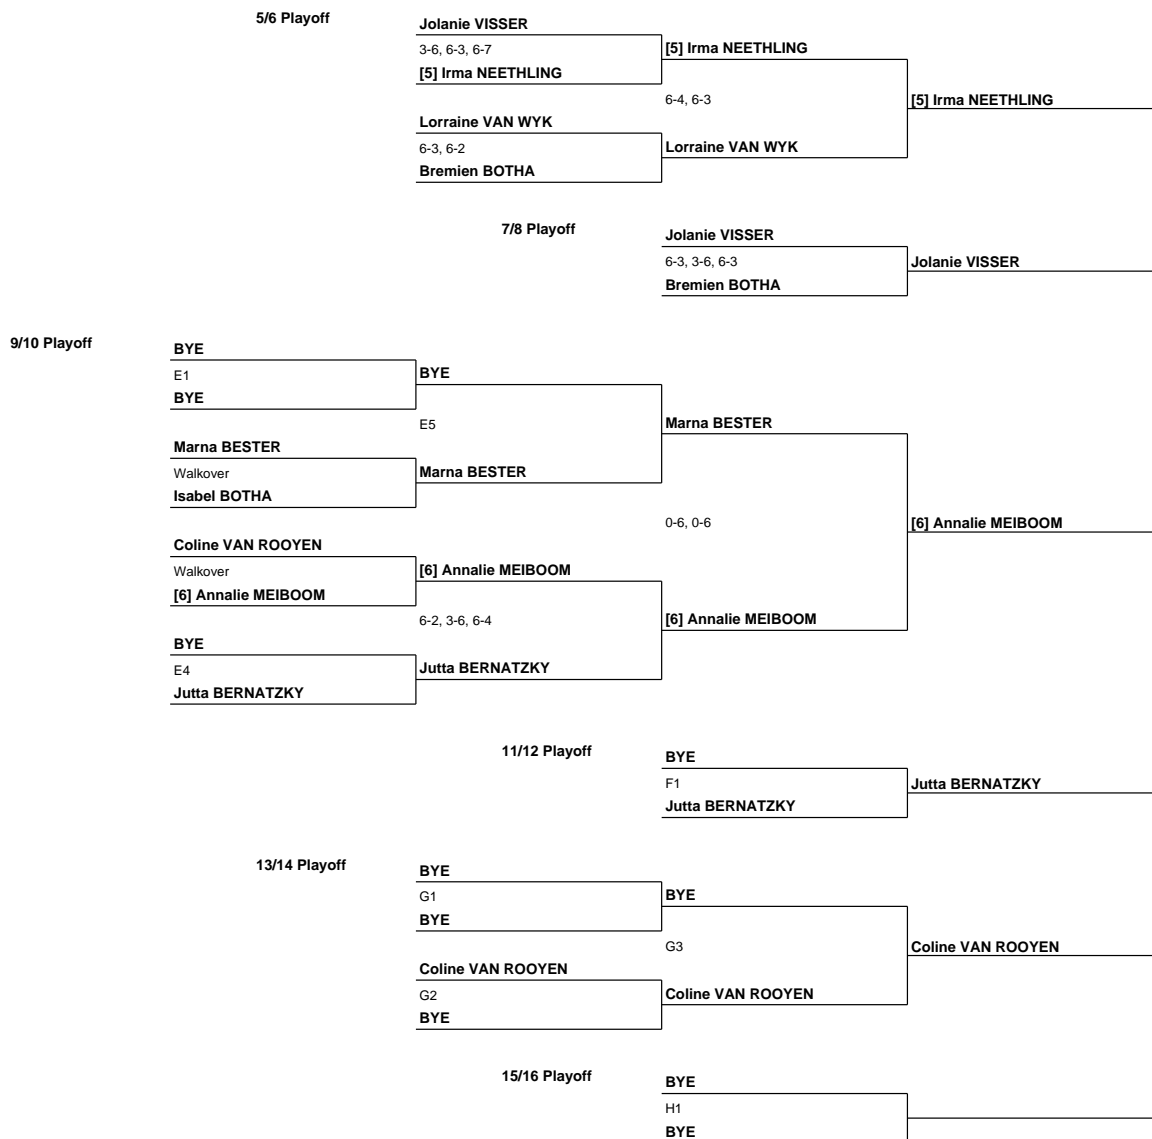 5/6 Playoff
Jolanie VISSER
3-6, 6-3, 6-7
[5] Irma NEETHLING
[5] Irma NEETHLING
6-4, 6-3
[5] Irma NEETHLING
Lorraine VAN WYK
6-3, 6-2
Lorraine VAN WYK
Bremien BOTHA
7/8 Playoff
Jolanie VISSER
6-3, 3-6, 6-3
Jolanie VISSER
Bremien BOTHA
9/10 Playoff
BYE
E1
BYE
BYE
E5
Marna BESTER
Marna BESTER
Walkover
Marna BESTER
Isabel BOTHA
0-6, 0-6
[6] Annalie MEIBOOM
Coline VAN ROOYEN
Walkover
[6] Annalie MEIBOOM
[6] Annalie MEIBOOM
6-2, 3-6, 6-4
[6] Annalie MEIBOOM
BYE
E4
Jutta BERNATZKY
Jutta BERNATZKY
11/12 Playoff
BYE
F1
Jutta BERNATZKY
Jutta BERNATZKY
13/14 Playoff
BYE
G1
BYE
BYE
G3
Coline VAN ROOYEN
Coline VAN ROOYEN
G2
Coline VAN ROOYEN
BYE
15/16 Playoff
BYE
H1
BYE